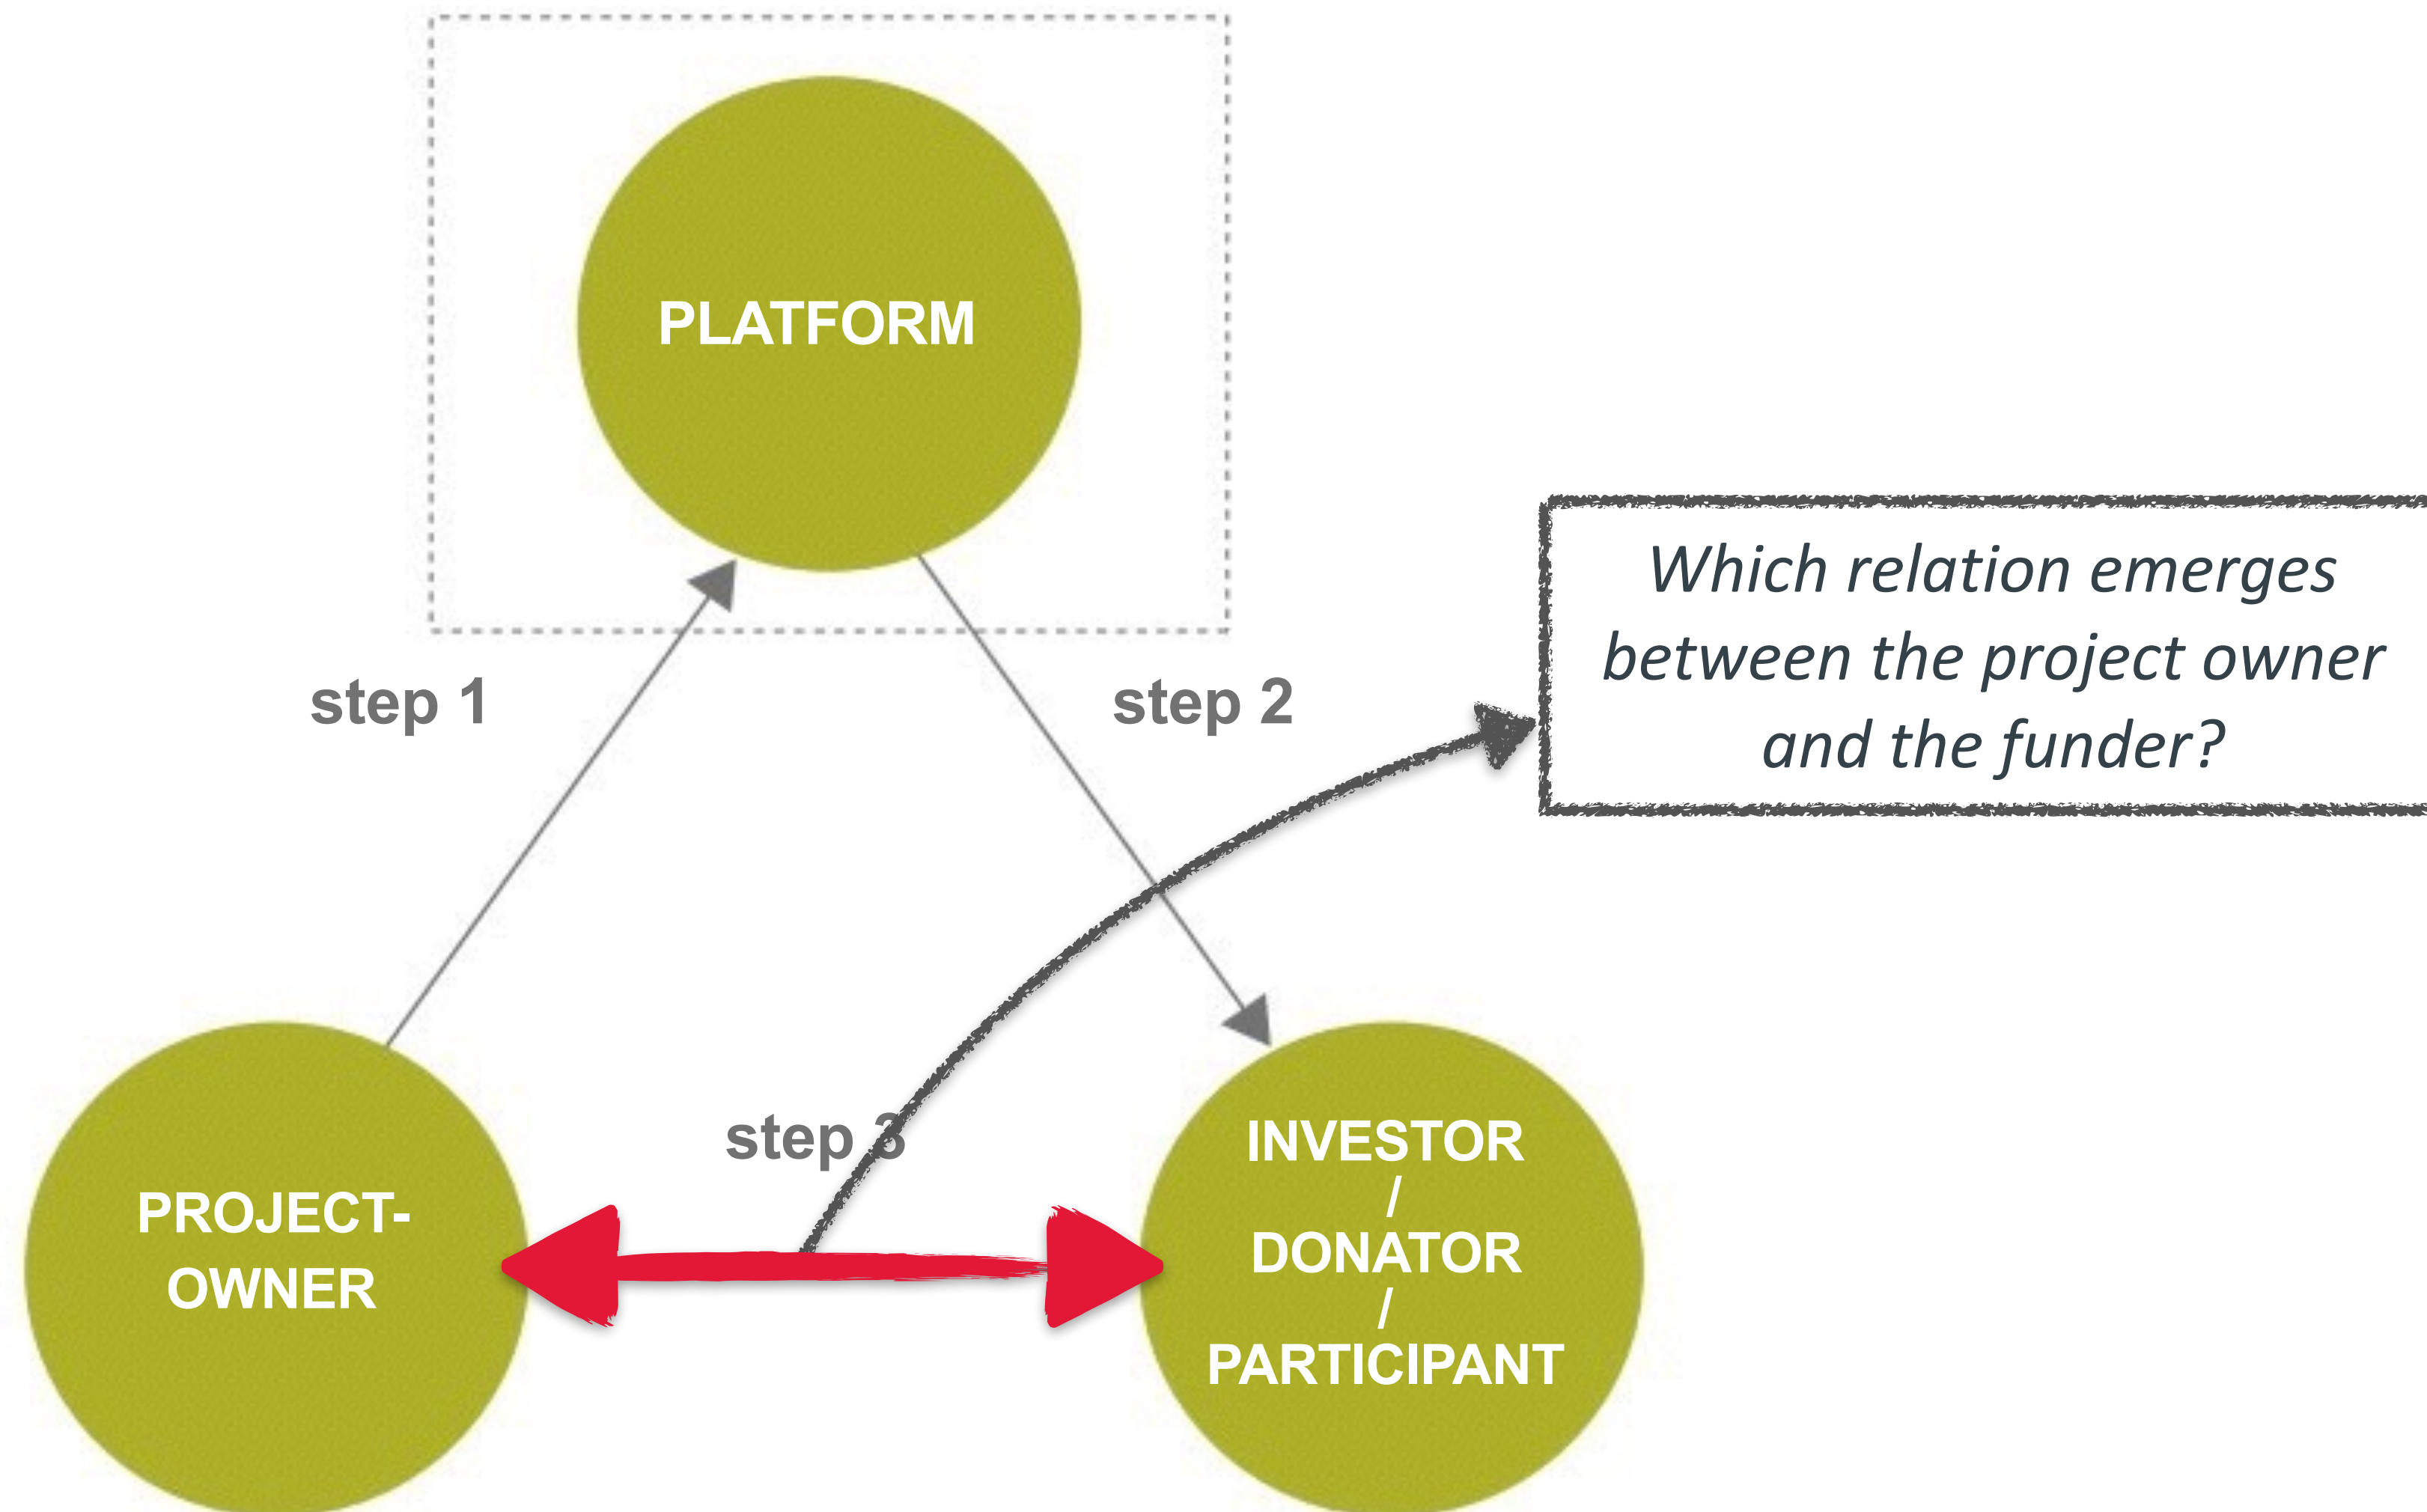 PLATFORM
step 1
step 2
Which relation emerges
between the project owner
and the funder?
step 3
PROJECT-
OWNER
INVESTOR
/
DONATOR
/
PARTICIPANT